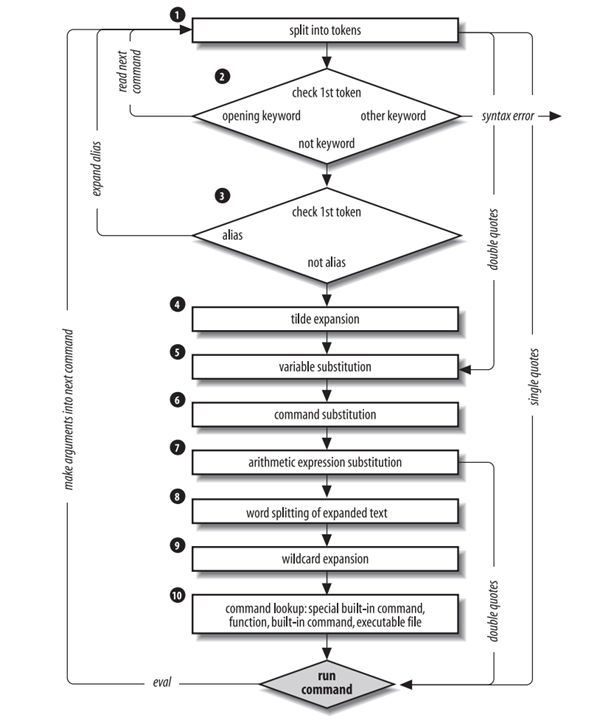 1
split into tokens
read next
command
2
check 1st token
opening keyword
other keyword
not keyword
syntax error
expand alias
3
check 1st token
alias
not alias
double quotes
4
tilde expansion
5
variable substitution
make arguments into next command
single quotes
6
command substitution
7
arithmetic expression substitution
8
word splitting of expanded text
9
wildcard expansion
10
command lookup: special built-in command,
function, built-in command, executable file
double quotes
run
command
eval